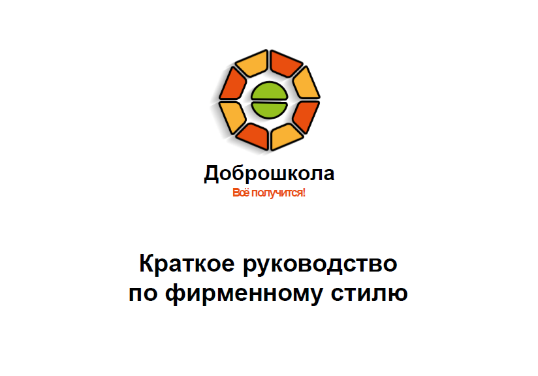 Доброшкола
Всё получится!
Краткое руководство
по фирменному стилю